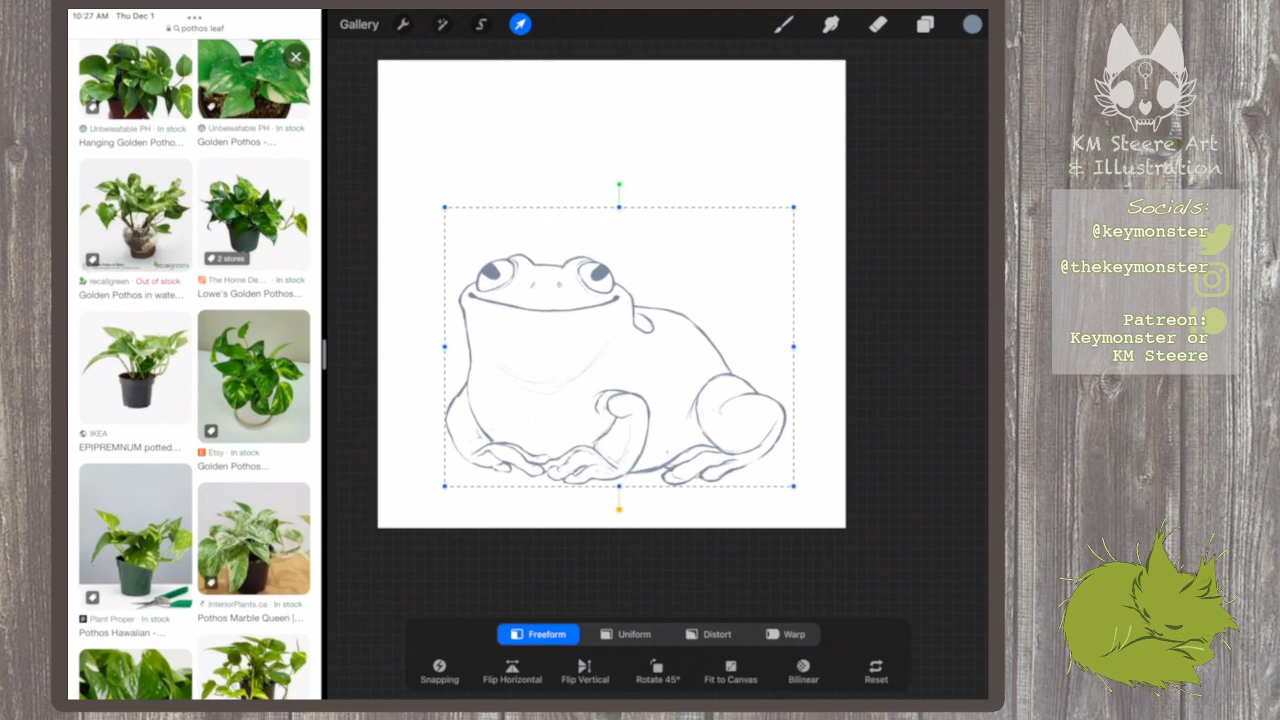 10:27 AM Thu Dec 1
pothos leaf
Unbeleafable PH · In stock
Hanging Golden Potho...
Unbeleafable PH · In stock
Golden Pothos -...
recaligreen · Out of stock
Golden Pothos in wate...
2 stores
The Home De... · In stock
Lowe's Golden Pothos...
IKEA
EPIPREMNUM potted...
Etsy · In stock
Golden Pothos...
Plant Proper · In stock
Pothos Hawaiian -...
InteriorPlants.ca · In stock
Pothos Marble Queen |...
Gallery
Freeform
Uniform
Distort
Warp
Snapping
Flip Horizontal
Flip Vertical
Rotate 45°
Fit to Canvas
Bilinear
Reset
KM Steere Art
& Illustration
Socials:
@keymonster
@thekeymonster
Patreon:
Keymonster or
KM Steere